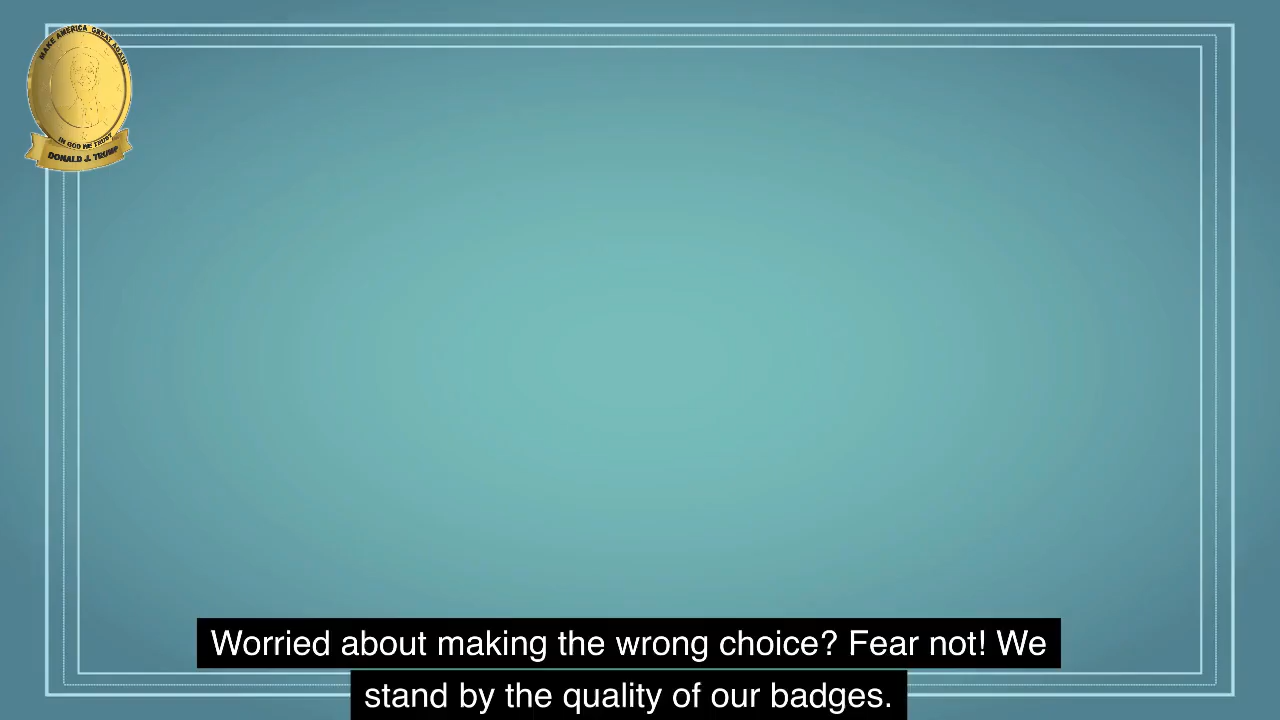 MAKE AMERICA GREAT AGAIN
IN GOD WE TRUST
DONALD J. TRUMP
Worried about making the wrong choice? Fear not! We
stand by the quality of our badges.